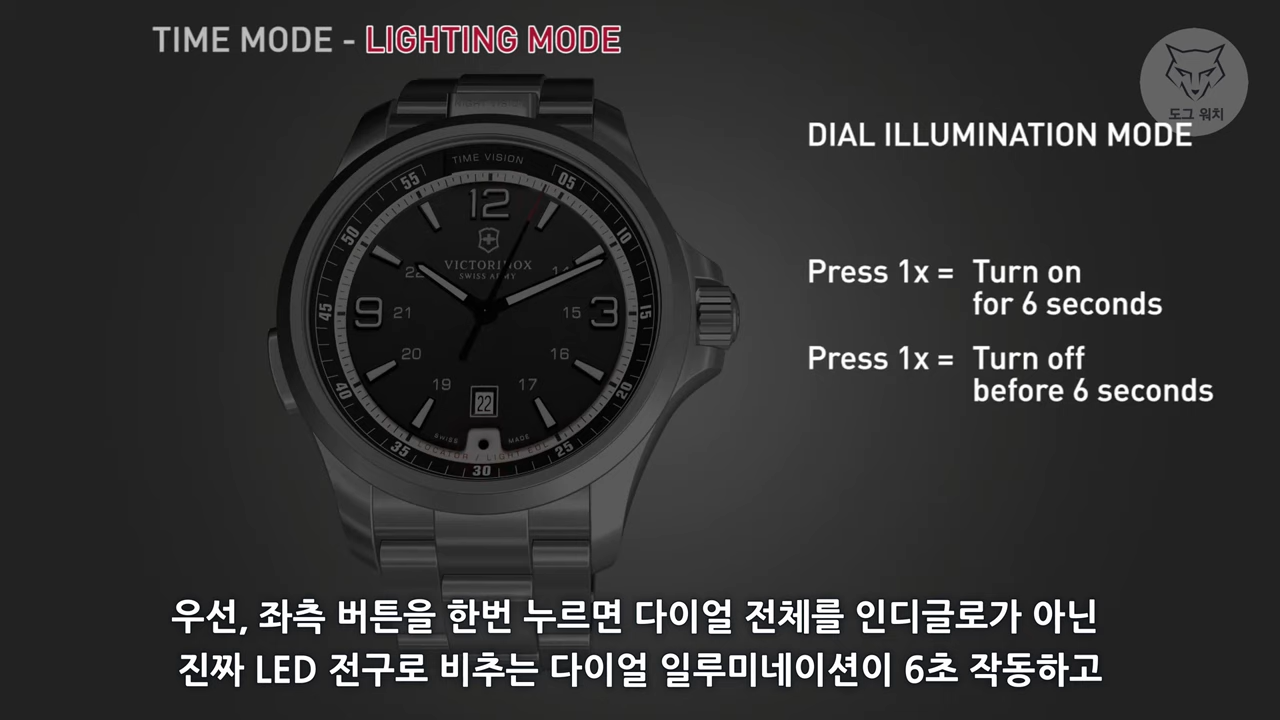 TIME MODE - LIGHTING MODE
도그 워치
DIAL ILLUMINATION MODE
Press 1x = Turn on
for 6 seconds
Press 1x = Turn off
before 6 seconds
TIME VISION
55
05
12
50
10
VICTORINOX
SWISS ARMY
22
14
45
9
21
15
3
15
20
16
40
19
17
20
22
SWISS
MADE
35
LOCATOR / LIGHT
25
30
우선, 좌측 버튼을 한번 누르면 다이얼 전체를 인디글로가 아닌
진짜 LED 전구로 비추는 다이얼 일루미네이션이 6초 작동하고